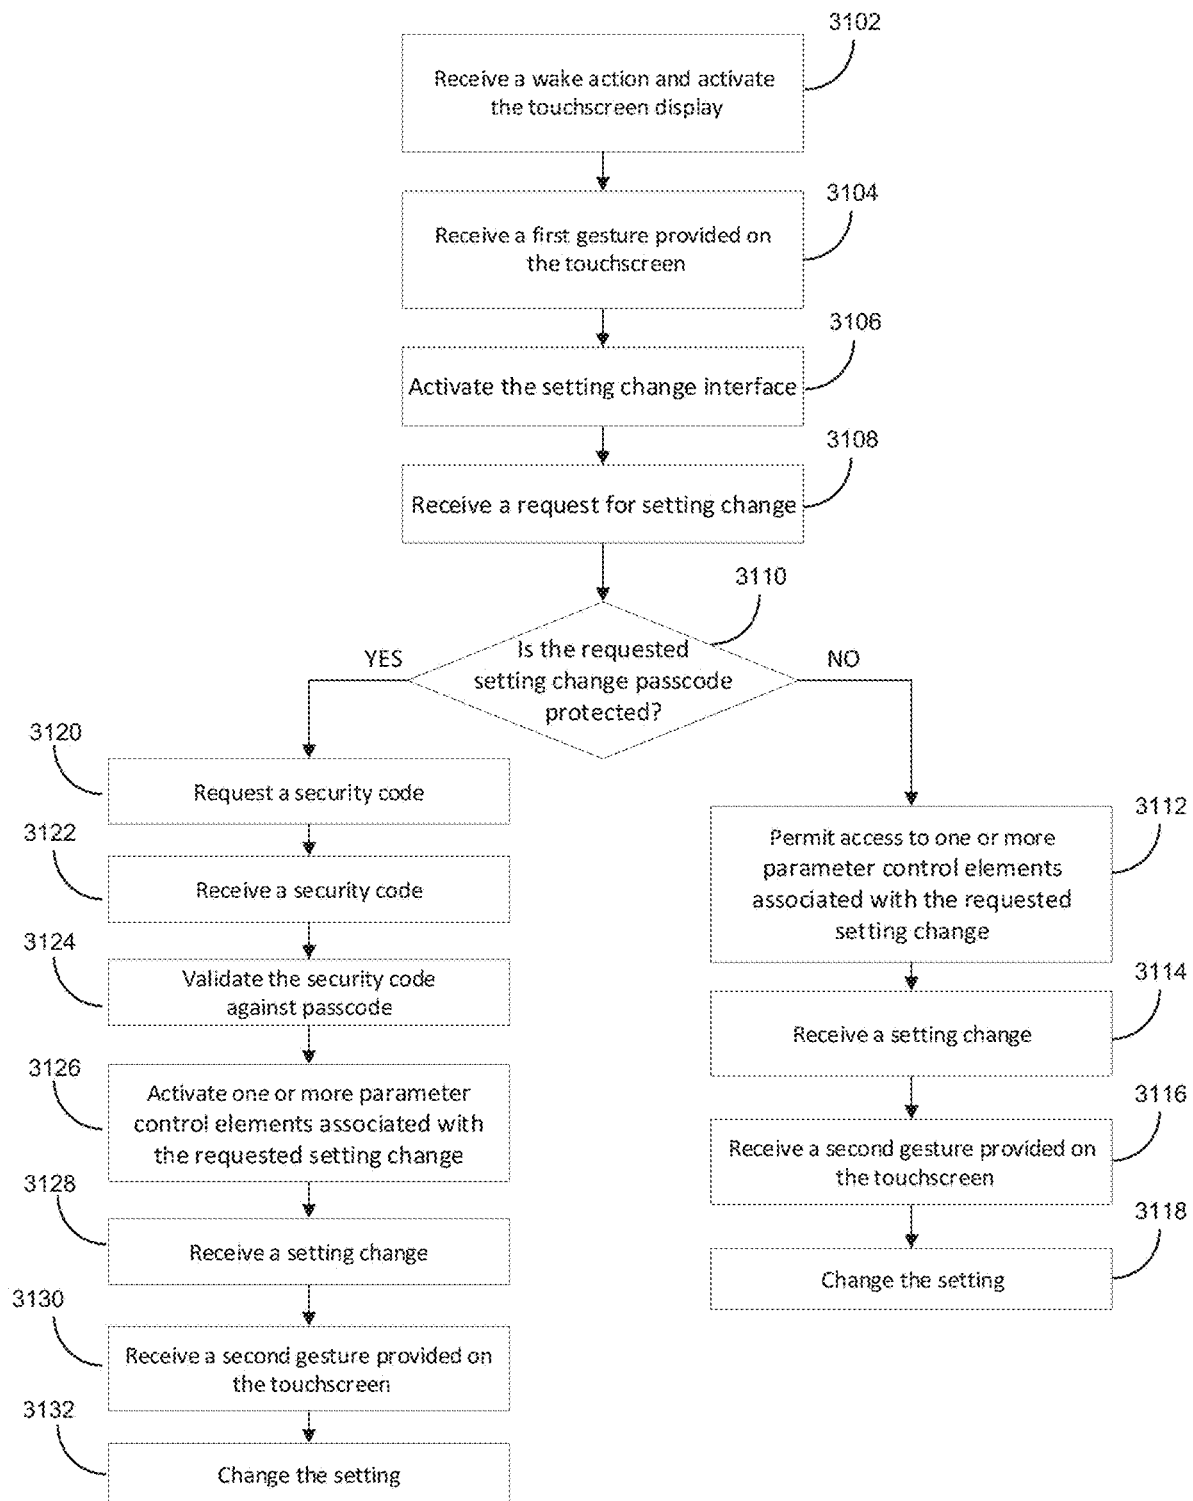 3102
Receive a wake action and activate
the touchscreen display
3104
Receive a first gesture provided on
the touchscreen
3106
Activate the setting change interface
3108
Receive a request for setting change
3110
Is the requested
setting change passcode
protected?
YES
NO
3120
Request a security code
3122
Receive a security code
3124
Validate the security code
against passcode
3126
Activate one or more parameter
control elements associated with
the requested setting change
3128
Receive a setting change
3130
Receive a second gesture provided on
the touchscreen
3132
Change the setting
3112
Permit access to one or more
parameter control elements
associated with the requested
setting change
3114
Receive a setting change
3116
Receive a second gesture provided on
the touchscreen
3118
Change the setting